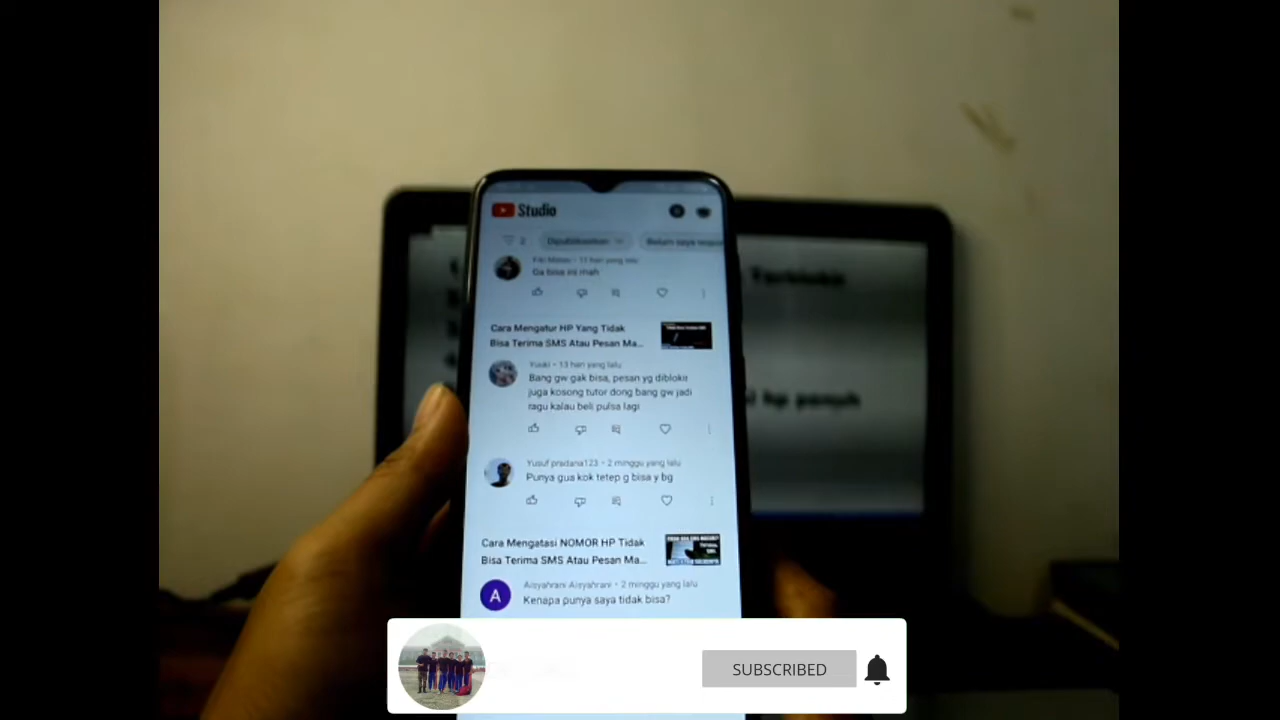 Studio
2
Dipublikasikan
Belum saya
Fikri 11 hari yang lalu
Ga bisa ini mah
Cara Mengatur HP Yang Tidak
Bisa Terima SMS Atau Pesan Ma...
Yuuki • 13 hari yang lalu
Bang gw gak bisa, pesan yg diblokir
juga kosong tutor dong bang gw jadi
ragu kalau beli pulsa lagi
Yusuf pradana123 • 2 minggu yang lalu
Punya gua kok tetep g bisa y bg
Cara Mengatasi NOMOR HP Tidak
Bisa Terima SMS Atau Pesan Ma...
Aisyahrani Aisyahrani • 2 minggu yang lalu
A
Kenapa punya saya tidak bisa?
Terblokir
hp penuh
SUBSCRIBED